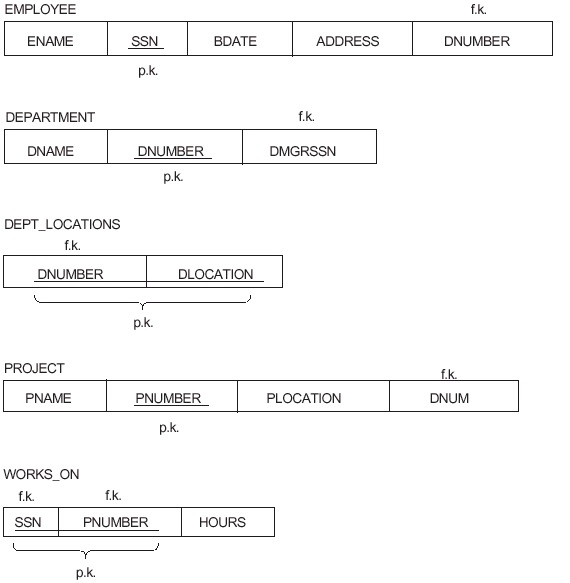 EMPLOYEE f.k.
ENAME SSN BDATE ADDRESS DNUMBER
p.k.
DEPARTMENT f.k.
DNAME DNUMBER DMGRSSN
p.k.
DEPT_LOCATIONS
f.k.
DNUMBER DLOCATION
p.k.
PROJECT f.k.
PNAME PNUMBER PLOCATION DNUM
p.k.
WORKS_ON
f.k. f.k.
SSN PNUMBER HOURS
p.k.